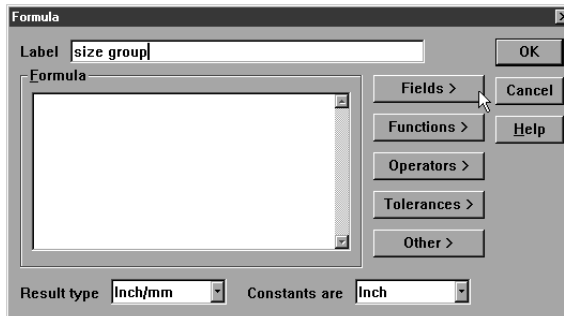 Formula
Label size group OK
Formula
Fields > Cancel
Functions > Help
Operators >
Tolerances >
Other >
Result type Inch/mm Constants are Inch